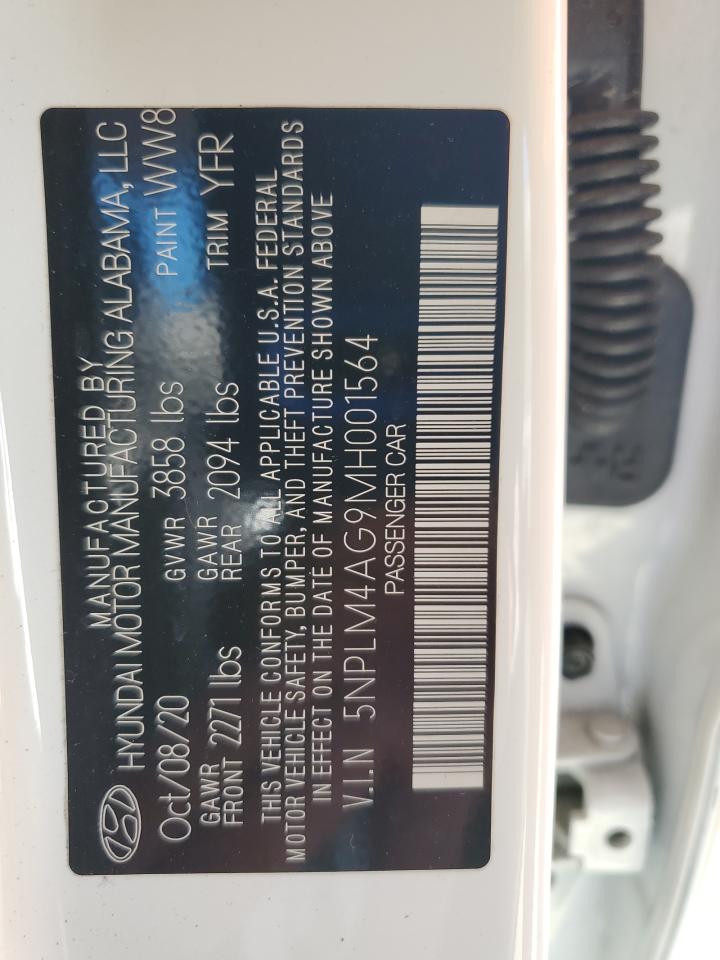 MANUFACTURED BY
HYUNDAI MOTOR MANUFACTURING ALABAMA, LLC
Oct/08/20 GVWR 3858 lbs PAINT WW8
GAWR FRONT 2271 lbs GAWR REAR 2094 lbs TRIM YFR
THIS VEHICLE CONFORMS TO ALL APPLICABLE U.S.A. FEDERAL
MOTOR VEHICLE SAFETY, BUMPER, AND THEFT PREVENTION STANDARDS
IN EFFECT ON THE DATE OF MANUFACTURE SHOWN ABOVE
V.I.N 5NPLM4AG9MH001564
PASSENGER CAR